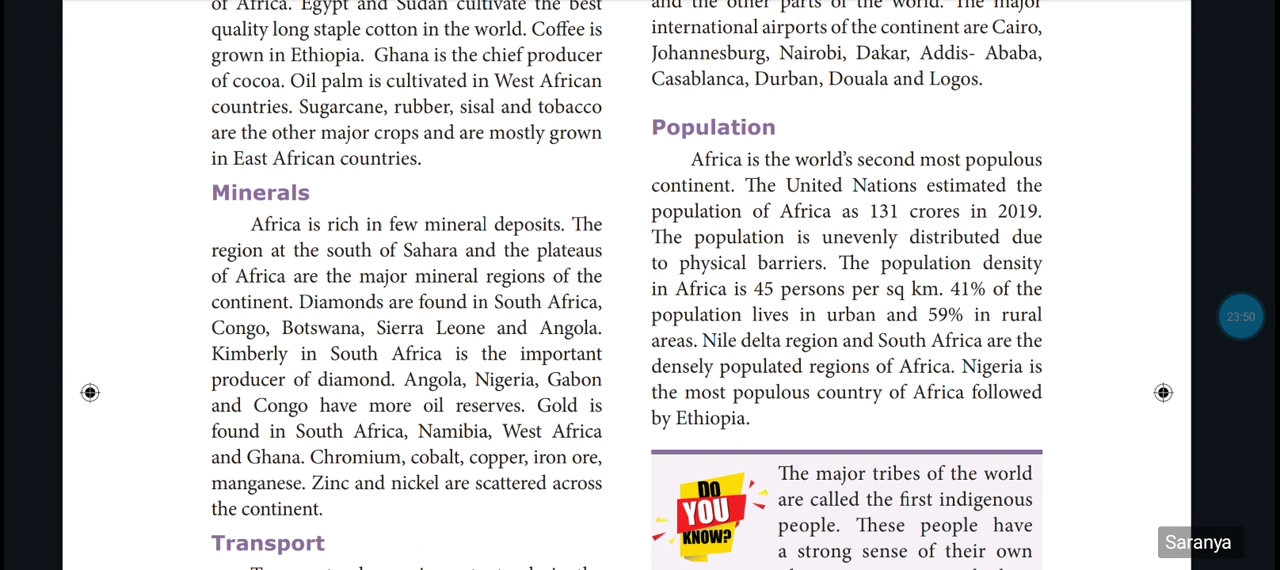 of Africa. Egypt and Sudan cultivate the best
quality long staple cotton in the world. Coffee is
grown in Ethiopia. Ghana is the chief producer
of cocoa. Oil palm is cultivated in West African
countries. Sugarcane, rubber, sisal and tobacco
are the other major crops and are mostly grown
in East African countries.
Minerals
Africa is rich in few mineral deposits. The
region at the south of Sahara and the plateaus
of Africa are the major mineral regions of the
continent. Diamonds are found in South Africa,
Congo, Botswana, Sierra Leone and Angola.
Kimberly in South Africa is the important
producer of diamond. Angola, Nigeria, Gabon
and Congo have more oil reserves. Gold is
found in South Africa, Namibia, West Africa
and Ghana. Chromium, cobalt, copper, iron ore,
manganese. Zinc and nickel are scattered across
the continent.
Transport
and the other parts of the world. The major
international airports of the continent are Cairo,
Johannesburg, Nairobi, Dakar, Addis- Ababa,
Casablanca, Durban, Douala and Logos.
Population
Africa is the world's second most populous
continent. The United Nations estimated the
population of Africa as 131 crores in 2019.
The population is unevenly distributed due
to physical barriers. The population density
in Africa is 45 persons per sq km. 41% of the
population lives in urban and 59% in rural
areas. Nile delta region and South Africa are the
densely populated regions of Africa. Nigeria is
the most populous country of Africa followed
by Ethiopia.
DO
YOU
KNOW?
The major tribes of the world
are called the first indigenous
people. These people have
a strong sense of their own
23:50
Saranya